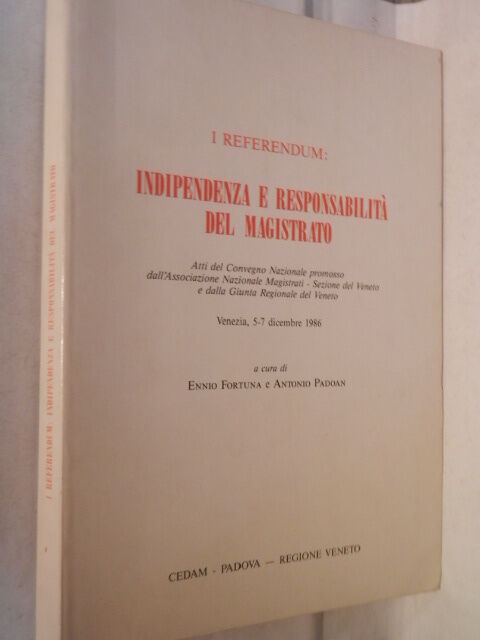 I REFERENDUM:
INDIPENDENZA E RESPONSABILITÀ
DEL MAGISTRATO
Atti del Convegno Nazionale promosso
dall'Associazione Nazionale Magistrati - Sezione del Veneto
e dalla Giunta Regionale del Veneto
Venezia, 5-7 dicembre 1986
a cura di
ENNIO FORTUNA e ANTONIO PADOAN
CEDAM - PADOVA — REGIONE VENETO
I REFERENDUM: INDIPENDENZA E RESPONSABILITÀ DEL MAGISTRATO